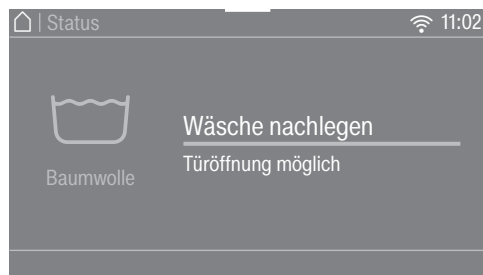 | Status 11:02
Wäsche nachlegen
Türöffnung möglich
Baumwolle